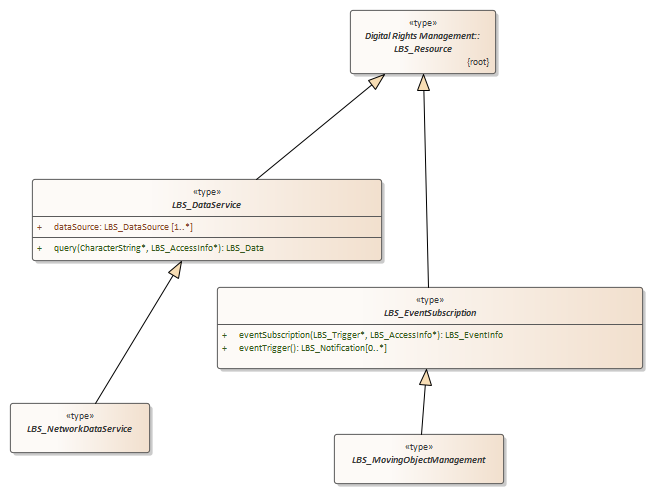 «type»
Digital Rights Management::
LBS_Resource
{root}
«type»
LBS_DataService
+ dataSource: LBS_DataSource [1..*]
+ query(CharacterString*, LBS_AccessInfo*): LBS_Data
«type»
LBS_EventSubscription
+ eventSubscription(LBS_Trigger*, LBS_AccessInfo*): LBS_EventInfo
+ eventTrigger(): LBS_Notification[0..*]
«type»
LBS_NetworkDataService
«type»
LBS_MovingObjectManagement